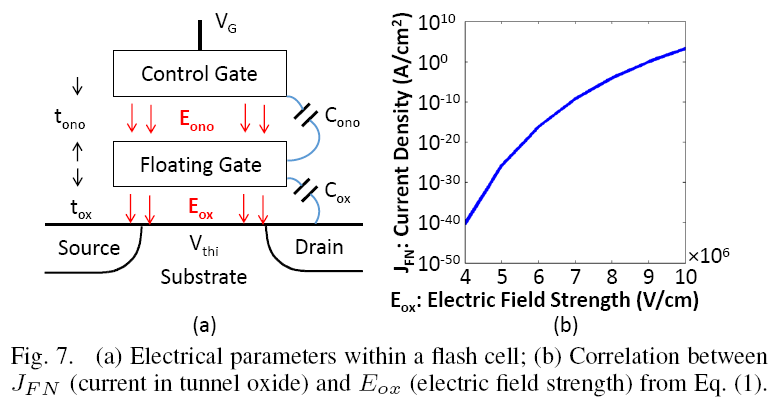 V_G
Control Gate
t_ono
E_ono
C_ono
Floating Gate
t_ox
E_ox
C_ox
Source
V_thi
Drain
Substrate
(a)
J_FN: Current Density (A/cm²)
10^10
10^0
10^-10
10^-20
10^-30
10^-40
10^-50
4 5 6 7 8 9 10
×10^6
E_ox: Electric Field Strength (V/cm)
(b)
Fig. 7. (a) Electrical parameters within a flash cell; (b) Correlation between
J_FN (current in tunnel oxide) and E_ox (electric field strength) from Eq. (1).